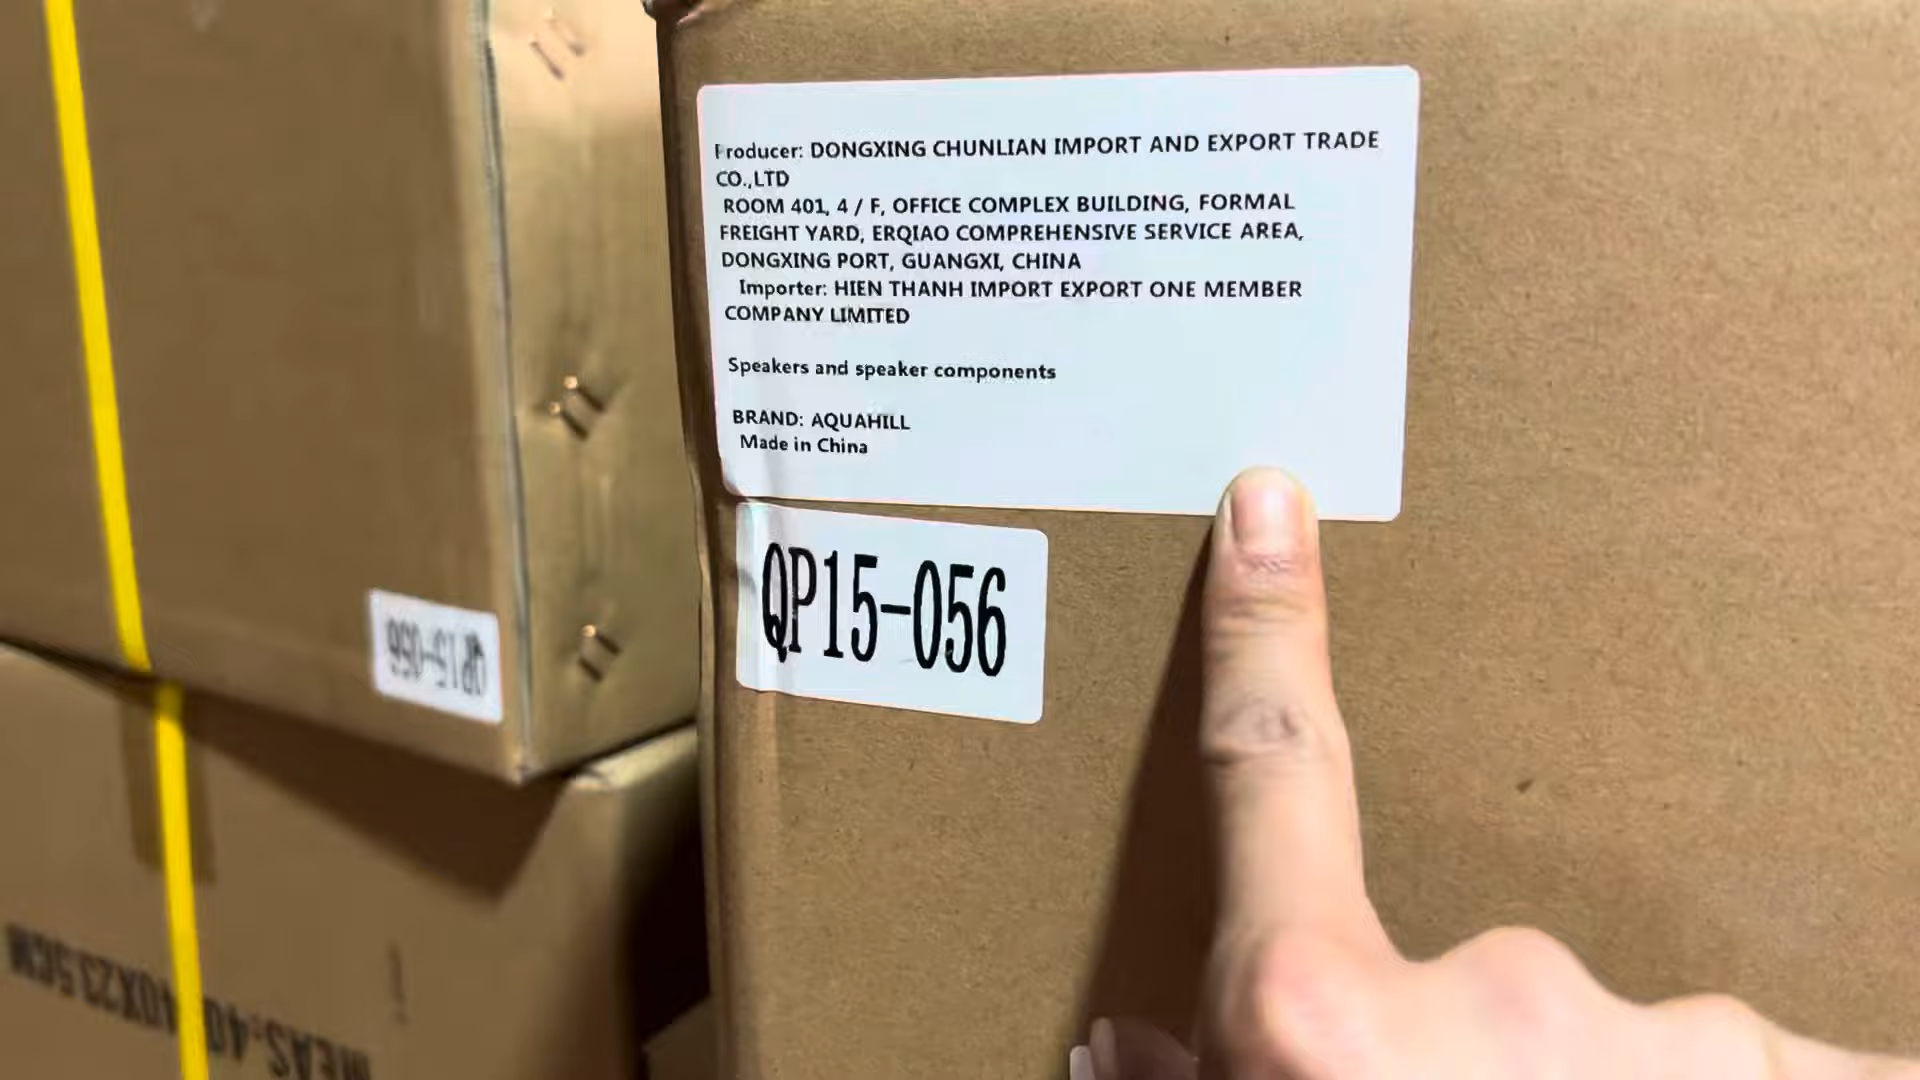 Producer: DONGXING CHUNLIAN IMPORT AND EXPORT TRADE
CO.,LTD
ROOM 401, 4 / F, OFFICE COMPLEX BUILDING, FORMAL
FREIGHT YARD, ERQIAO COMPREHENSIVE SERVICE AREA,
DONGXING PORT, GUANGXI, CHINA
Importer: HIEN THANH IMPORT EXPORT ONE MEMBER
COMPANY LIMITED
Speakers and speaker components
BRAND: AQUAHILL
Made in China
QP15-056
QP15-056